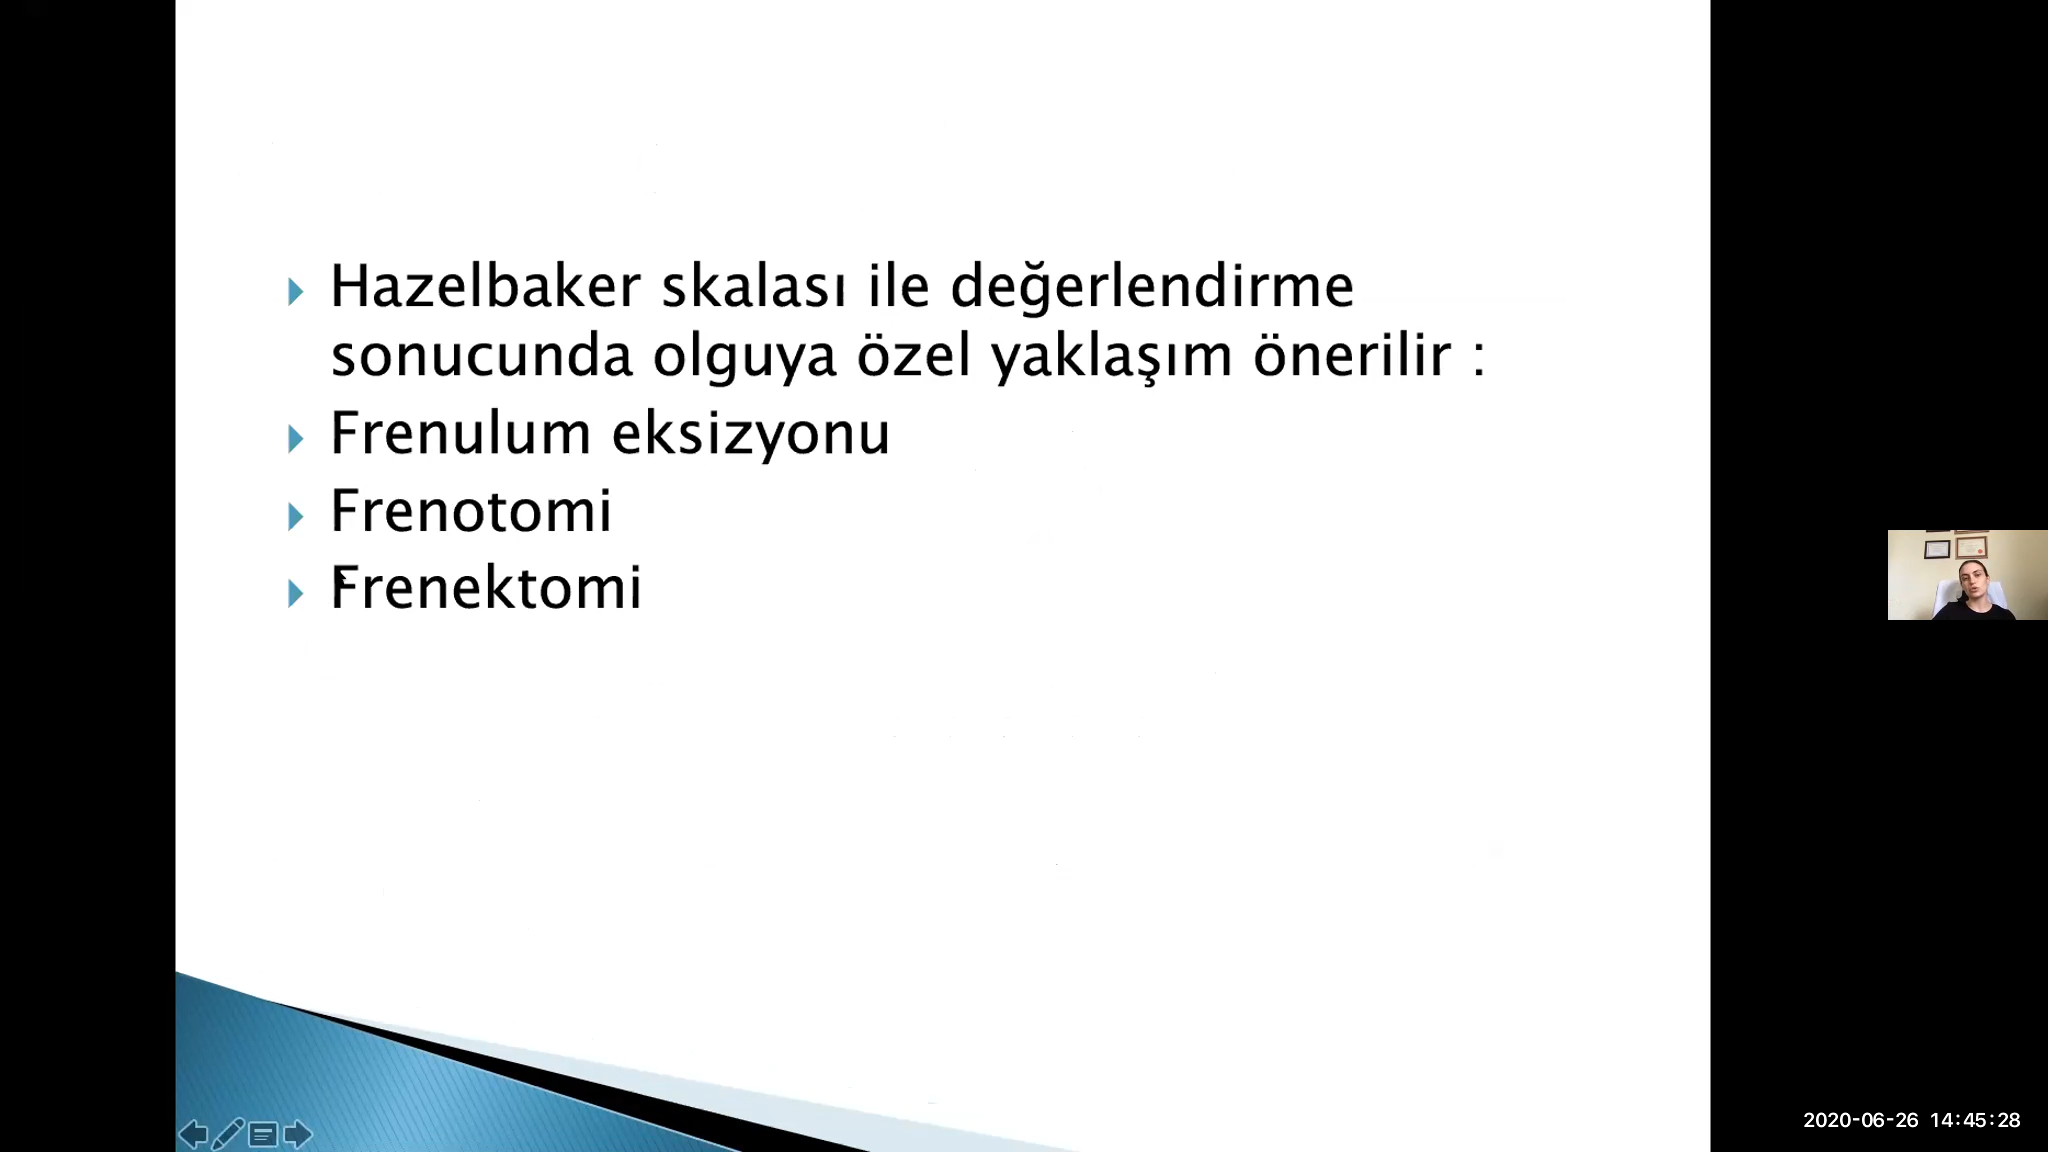 Hazelbaker skalası ile değerlendirme
sonucunda olguya özel yaklaşım önerilir :
Frenulum eksizyonu
Frenotomi
Frenektomi
2020-06-26 14:45:28